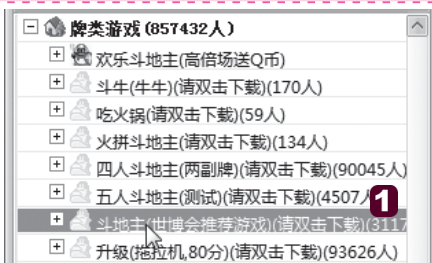 牌类游戏(857432人)
欢乐斗地主(高倍场送Q币)
斗牛(牛牛)(请双击下载)(170人)
吃火锅(请双击下载)(59人)
火拼斗地主(请双击下载)(134人)
四人斗地主(两副牌)(请双击下载)(90045人)
五人斗地主(测试)(请双击下载)(4507人
1
斗地主(世博会推荐游戏)(请双击下载)(3117
升级(拖拉机,80分)(请双击下载)(93626人)